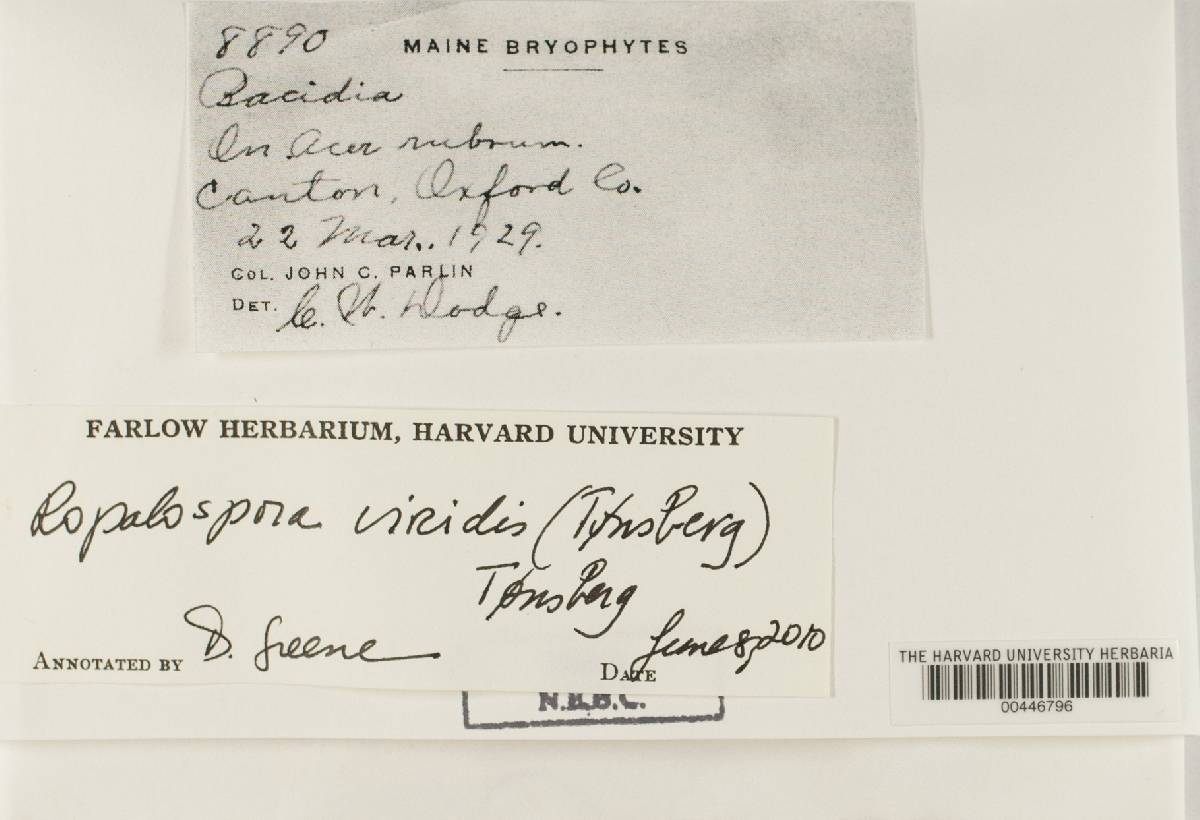 8890 MAINE BRYOPHYTES
Bacidia
On Acer rubrum.
Canton, Oxford Co.
22 Mar. 1929.
COL. JOHN C. PARLIN
DET. C. W. Dodge.
FARLOW HERBARIUM, HARVARD UNIVERSITY
Ropalospora viridis (Tønsberg)
Tønsberg
ANNOTATED BY D. Greene DATE June 8, 2010
N.E.B.C.
THE HARVARD UNIVERSITY HERBARIA
00446796